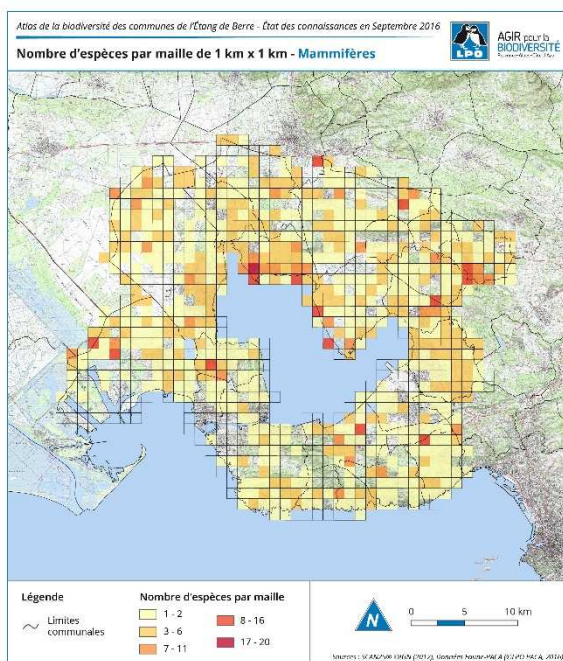 Atlas de la biodiversité des communes de l'Étang de Berre - État des connaissances en Septembre 2016
Nombre d'espèces par maille de 1 km x 1 km - Mammifères
LPO
AGIR pour la
BIODIVERSITÉ
Légende
Limites
communales
Nombre d'espèces par maille
1 - 2
3 - 6
7 - 11
8 - 16
17 - 20
N
0 5 10 km